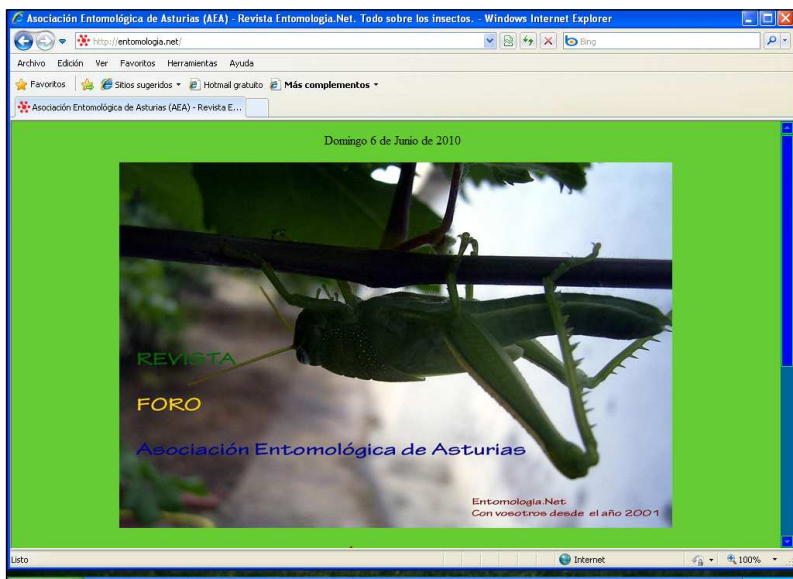 Asociación Entomológica de Asturias (AEA) - Revista Entomologia.Net. Todo sobre los insectos. - Windows Internet Explorer
http://entomologia.net/
Bing
Archivo Edición Ver Favoritos Herramientas Ayuda
Favoritos Sitios sugeridos Hotmail gratuito Más complementos
Asociación Entomológica de Asturias (AEA) - Revista E...
Domingo 6 de Junio de 2010
REVISTA
FORO
Asociación Entomológica de Asturias
Entomologia.Net
Con vosotros desde el año 2001
Listo Internet 100%